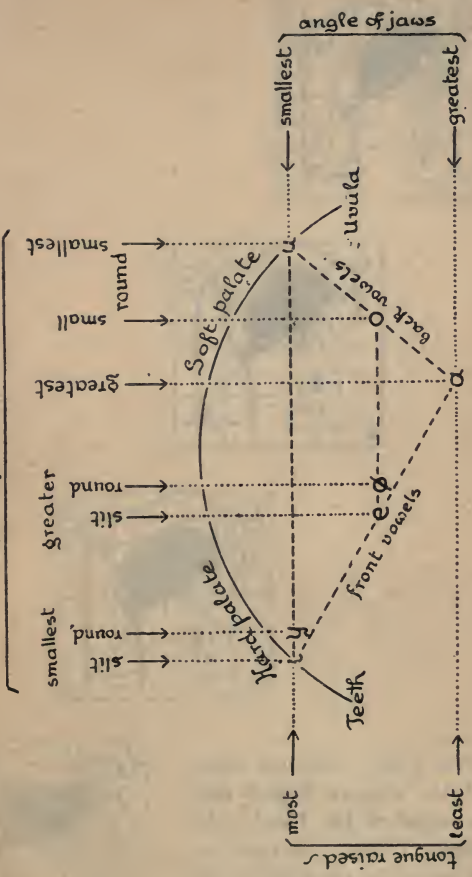 angle of jaws
smallest
greatest
smallest
small
round
greatest
greater
round
slit
smallest
round,
slit
Uvula
Soft palate
Hard palate
Teeth
u
o
back vowels
a
ø
e
front vowels
y
most
least
tongue raised